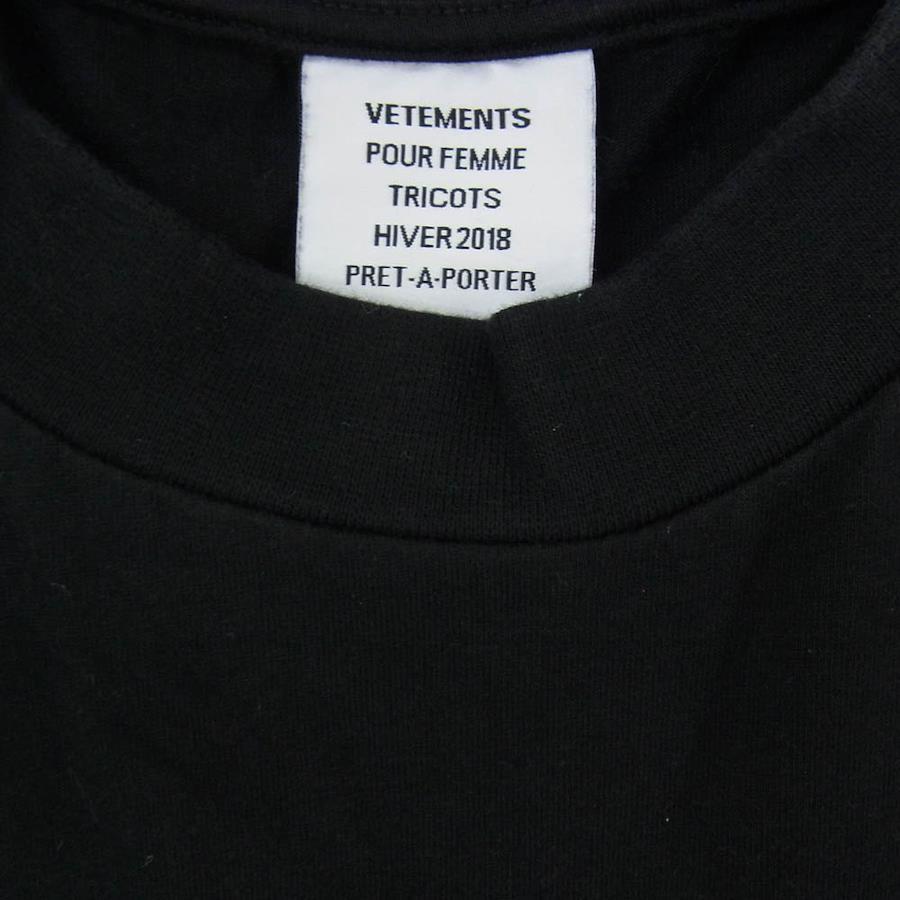 VETEMENTS
POUR FEMME
TRICOTS
HIVER 2018
PRET-A-PORTER